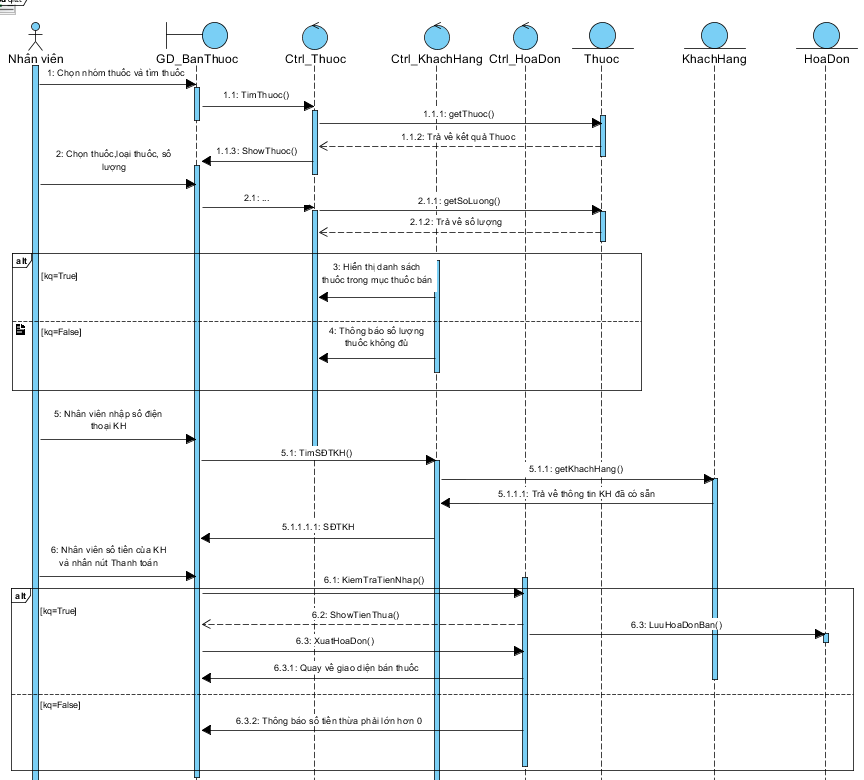 Nhân viên
GD_BanThuoc
Ctrl_Thuoc
Ctrl_KhachHang
Ctrl_HoaDon
Thuoc
KhachHang
HoaDon
1: Chọn nhóm thuốc và tìm thuốc
1.1: TimThuoc()
1.1.1: getThuoc()
1.1.2: Trả về kết quả Thuoc
1.1.3: ShowThuoc()
2: Chọn thuốc,loại thuốc, số
lượng
2.1: ...
2.1.1: getSoLuong()
2.1.2: Trả về số lượng
alt
[kq=True]
3: Hiển thị danh sách
thuốc trong mục thuốc bán
[kq=False]
4: Thông báo số lượng
thuốc không đủ
5: Nhân viên nhập số điện
thoại KH
5.1: TimSĐTKH()
5.1.1: getKhachHang()
5.1.1.1: Trả về thông tin KH đã có sẵn
5.1.1.1.1: SĐTKH
6: Nhân viên số tiền của KH
và nhấn nút Thanh toán
6.1: KiemTraTienNhap()
alt
[kq=True]
6.2: ShowTienThua()
6.3: LuuHoaDonBan()
6.3: XuatHoaDon()
6.3.1: Quay về giao diện bán thuốc
[kq=False]
6.3.2: Thông báo số tiền thừa phải lớn hơn 0